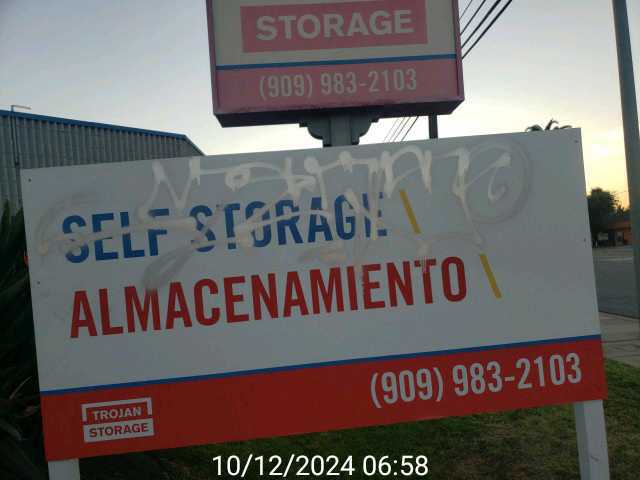 STORAGE
(909) 983-2103
SELF STORAGE
ALMACENAMIENTO
(909) 983-2103
TROJAN
STORAGE
10/12/2024 06:58